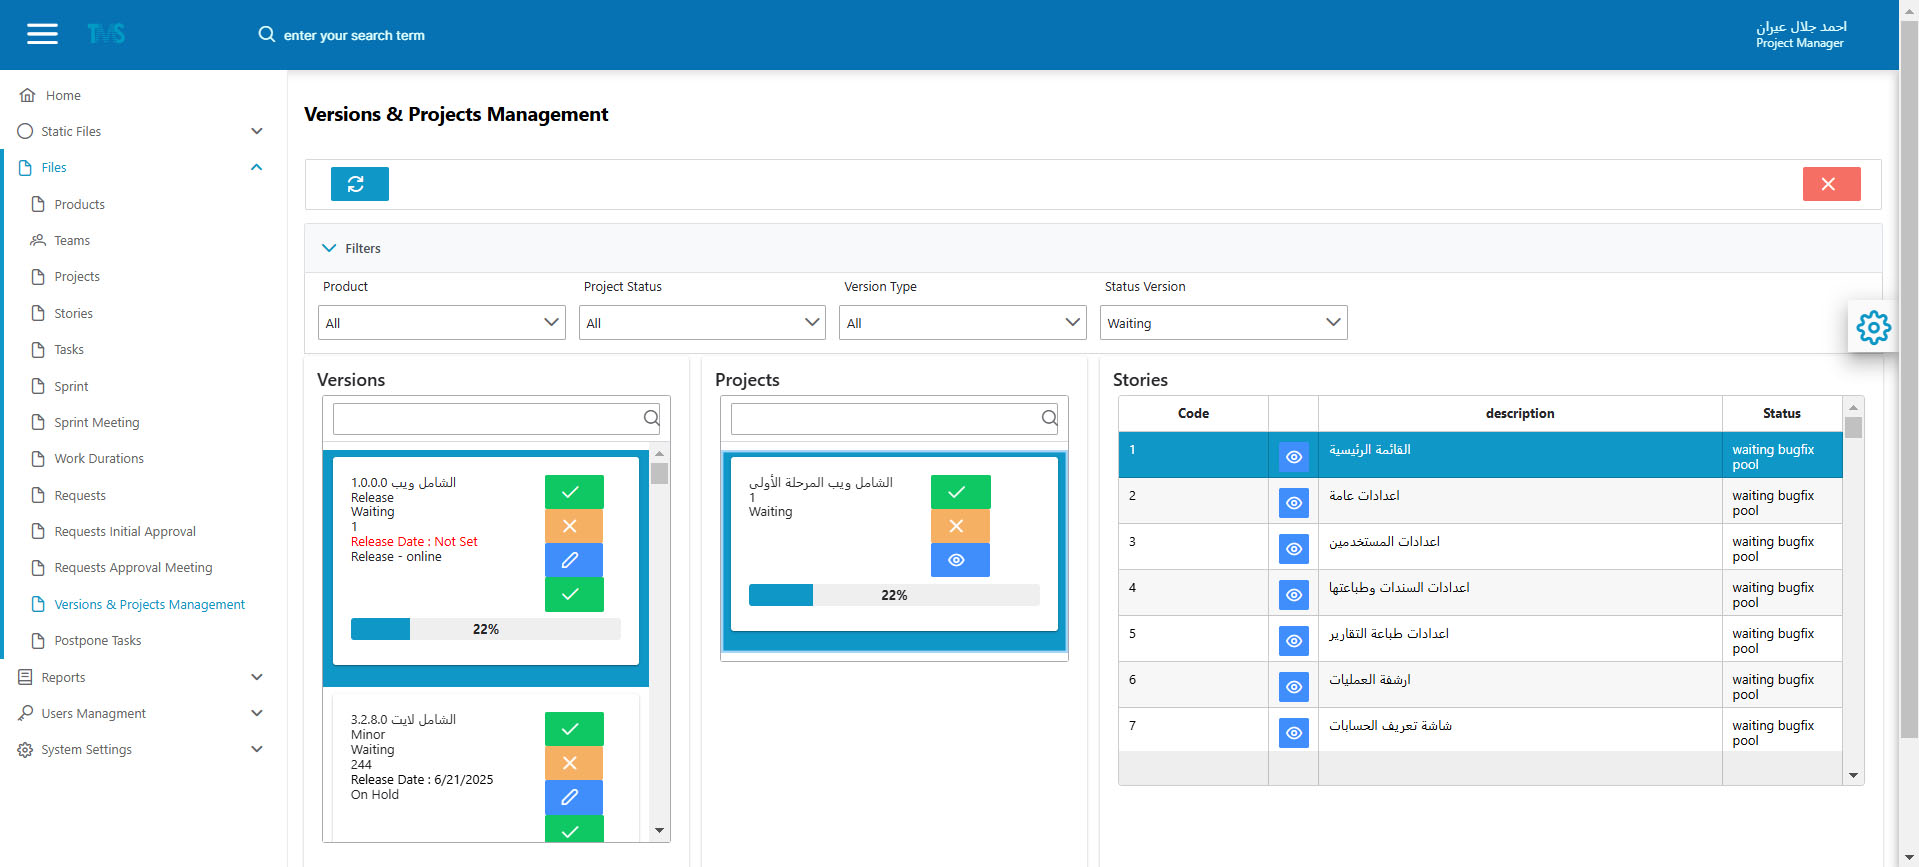 TMS
enter your search term
احمد جلال عيران
Project Manager
Home
Static Files
Files
Products
Teams
Projects
Stories
Tasks
Sprint
Sprint Meeting
Work Durations
Requests
Requests Initial Approval
Requests Approval Meeting
Versions & Projects Management
Postpone Tasks
Reports
Users Managment
System Settings
Versions & Projects Management
Filters
Product
Project Status
Version Type
Status Version
All
All
All
Waiting
Versions
الشامل ويب 1.0.0.0
Release
Waiting
1
Release Date : Not Set
Release - online
22%
الشامل لايت 3.2.8.0
Minor
Waiting
244
Release Date : 6/21/2025
On Hold
Projects
الشامل ويب المرحلة الأولى
1
Waiting
22%
Stories
Code description Status
1 القائمة الرئيسية waiting bugfix
pool
2 اعدادات عامة waiting bugfix
pool
3 اعدادات المستخدمين waiting bugfix
pool
4 اعدادات السندات وطباعتها waiting bugfix
pool
5 اعدادات طباعة التقارير waiting bugfix
pool
6 ارشفة العمليات waiting bugfix
pool
7 شاشة تعريف الحسابات waiting bugfix
pool